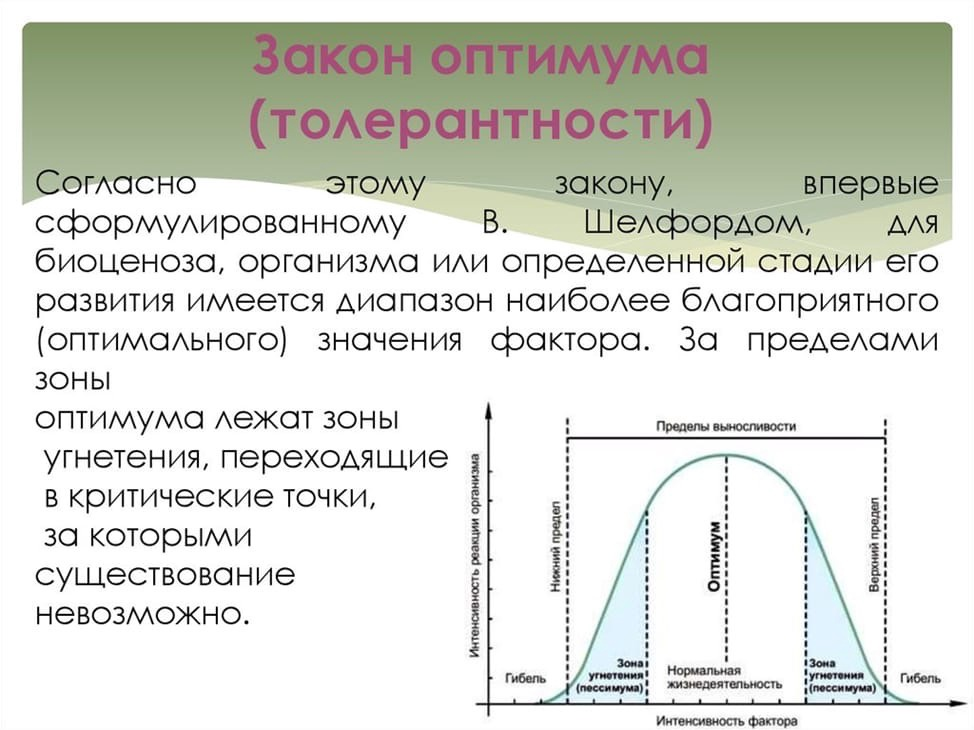 Закон оптимума
(толерантности)
Согласно этому закону, впервые
сформулированному В. Шелфордом, для
биоценоза, организма или определенной стадии его
развития имеется диапазон наиболее благоприятного
(оптимального) значения фактора. За пределами
зоны
оптимума лежат зоны
угнетения, переходящие
в критические точки,
за которыми
существование
невозможно.
Пределы выносливости
Интенсивность реакции организма
Нижний предел
Оптимум
Верхний предел
Гибель
Зона
угнетения
(пессимума)
Нормальная
жизнедеятельность
Зона
угнетения
(пессимума)
Гибель
Интенсивность фактора